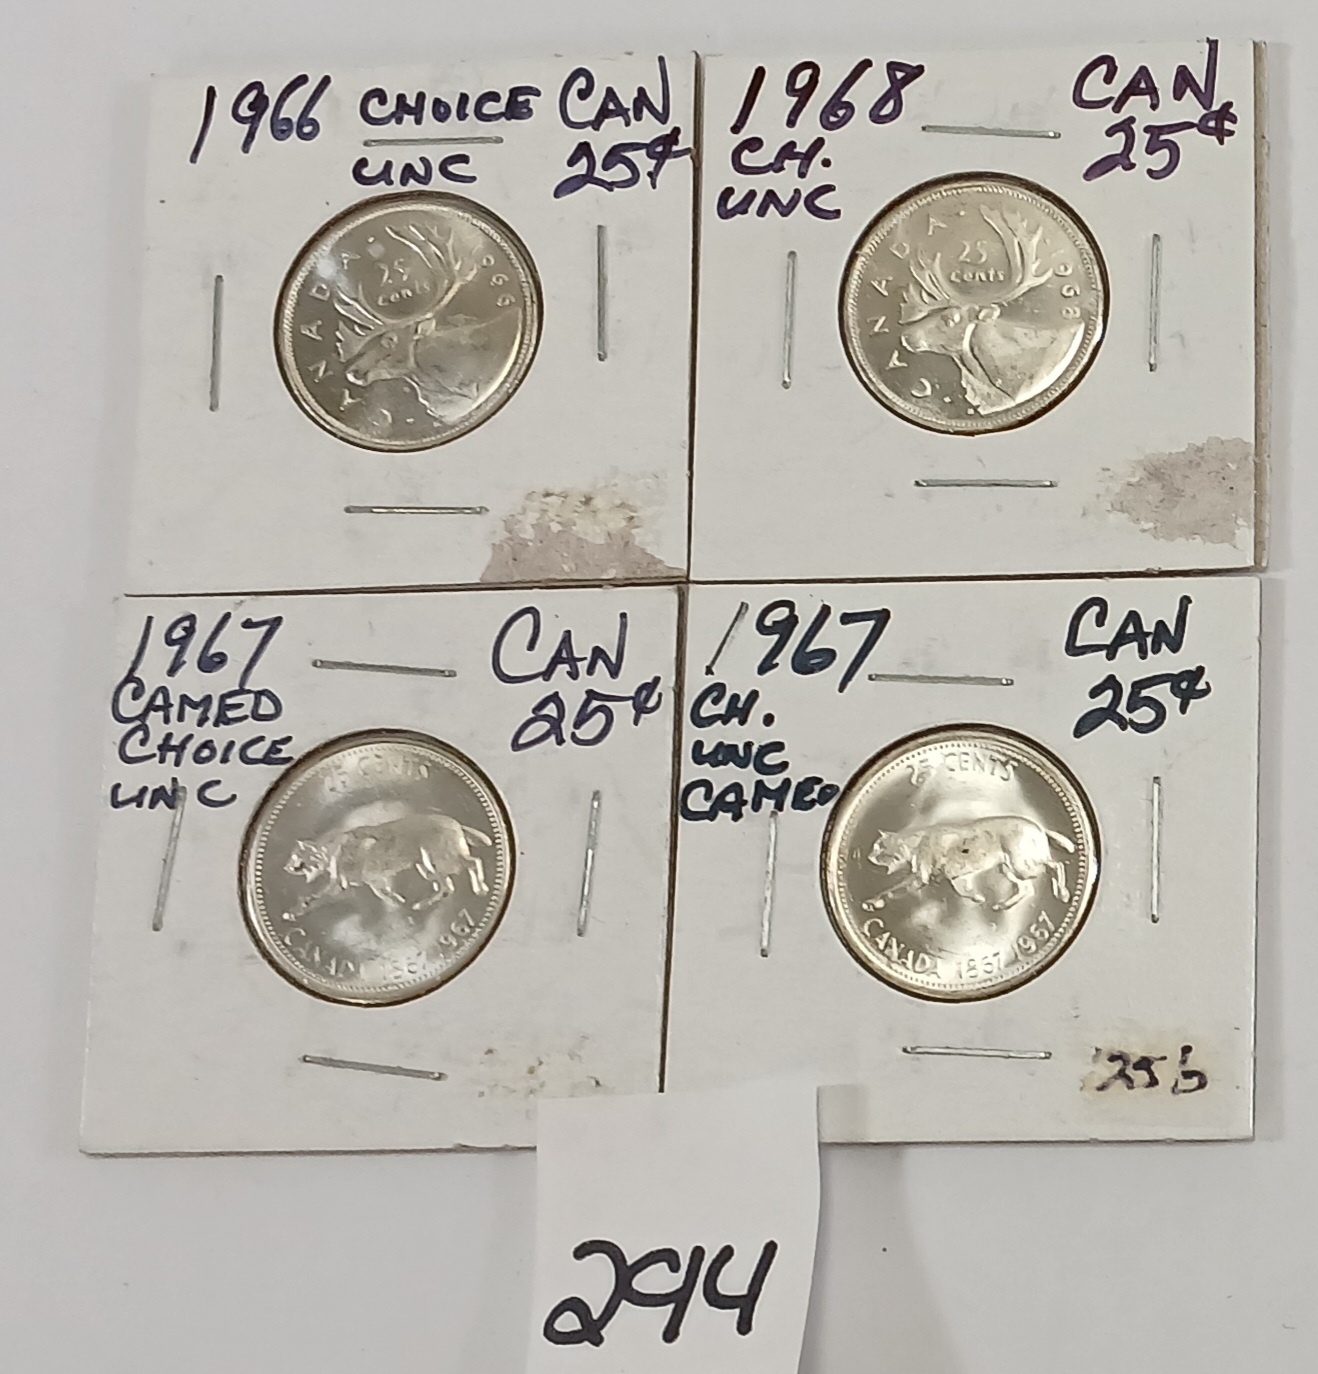 1966 CHOICE CAN
UNC 25¢
CANADA
25
cents
1966
1968 CAN
CH. 25¢
UNC
CANADA
25
cents
1968
1967 CAN
CAMEO 25¢
CHOICE
UNC
25 CENTS
CANADA 1867 1967
1967 CAN
CH. 25¢
UNC
CAMEO
25 CENTS
CANADA 1867 1967
294